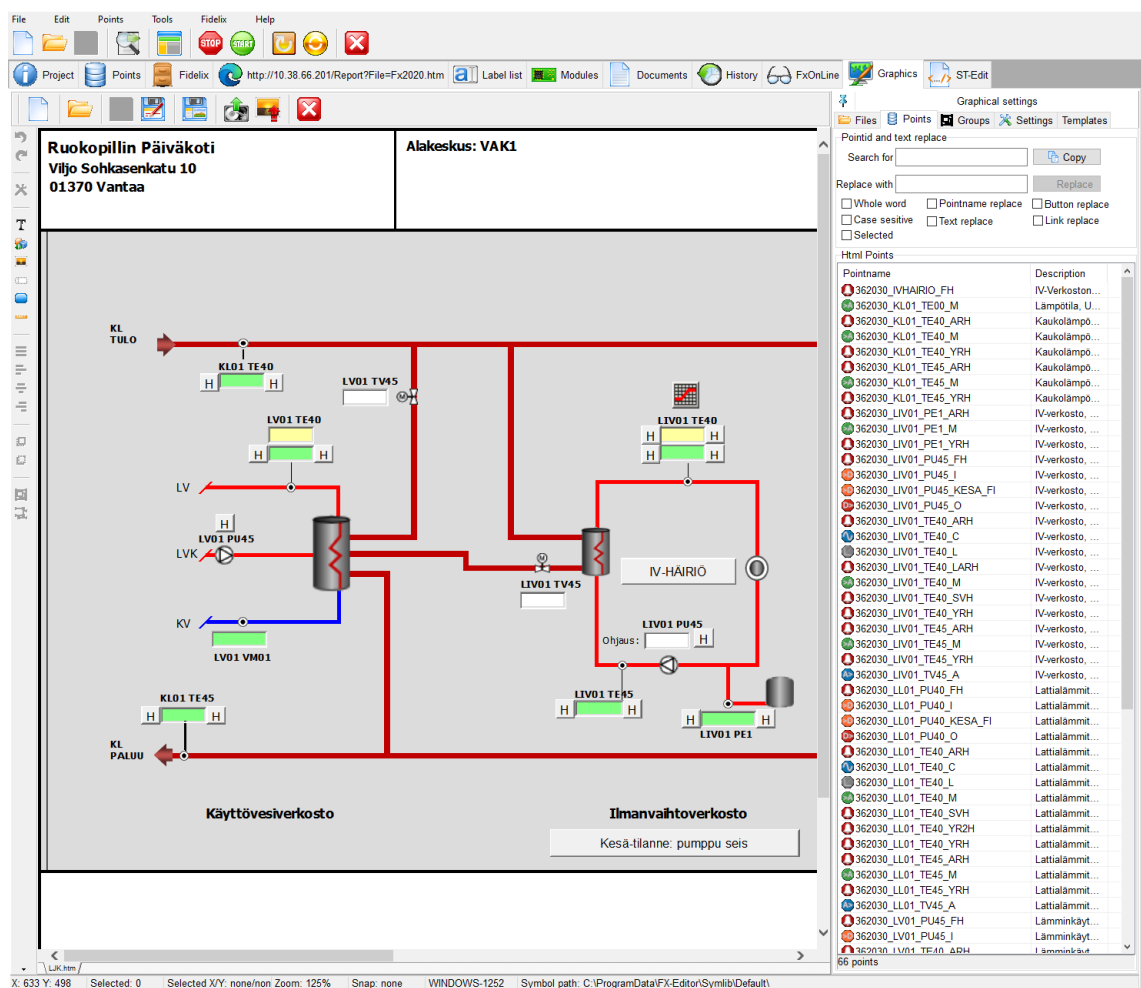 File Edit Points Tools Fidelix Help
STOP START
Project Points Fidelix http://10.38.66.201/Report?File=Fx2020.htm Label list Modules Documents History FxOnLine Graphics ST-Edit
Graphical settings
Files Points Groups Settings Templates
Pointid and text replace
Search for Copy
Replace with Replace
Whole word Pointname replace Button replace
Case sesitive Text replace Link replace
Selected
Html Points
Pointname Description
362030_IVHAIRIO_FH IV-Verkoston...
362030_KL01_TE00_M Lämpötila, U...
362030_KL01_TE40_ARH Kaukolämpö...
362030_KL01_TE40_M Kaukolämpö...
362030_KL01_TE40_YRH Kaukolämpö...
362030_KL01_TE45_ARH Kaukolämpö...
362030_KL01_TE45_M Kaukolämpö...
362030_KL01_TE45_YRH Kaukolämpö...
362030_LIV01_PE1_ARH IV-verkosto, ...
362030_LIV01_PE1_M IV-verkosto, ...
362030_LIV01_PE1_YRH IV-verkosto, ...
362030_LIV01_PU45_FH IV-verkosto, ...
362030_LIV01_PU45_I IV-verkosto, ...
362030_LIV01_PU45_KESA_FI IV-verkosto, ...
362030_LIV01_PU45_O IV-verkosto, ...
362030_LIV01_TE40_ARH IV-verkosto, ...
362030_LIV01_TE40_C IV-verkosto, ...
362030_LIV01_TE40_L IV-verkosto, ...
362030_LIV01_TE40_LARH IV-verkosto, ...
362030_LIV01_TE40_M IV-verkosto, ...
362030_LIV01_TE40_SVH IV-verkosto, ...
362030_LIV01_TE40_YRH IV-verkosto, ...
362030_LIV01_TE45_ARH IV-verkosto, ...
362030_LIV01_TE45_M IV-verkosto, ...
362030_LIV01_TE45_YRH IV-verkosto, ...
362030_LIV01_TV45_A IV-verkosto, ...
362030_LL01_PU40_FH Lattialämmit...
362030_LL01_PU40_I Lattialämmit...
362030_LL01_PU40_KESA_FI Lattialämmit...
362030_LL01_PU40_O Lattialämmit...
362030_LL01_TE40_ARH Lattialämmit...
362030_LL01_TE40_C Lattialämmit...
362030_LL01_TE40_L Lattialämmit...
362030_LL01_TE40_M Lattialämmit...
362030_LL01_TE40_SVH Lattialämmit...
362030_LL01_TE40_YR2H Lattialämmit...
362030_LL01_TE40_YRH Lattialämmit...
362030_LL01_TE45_ARH Lattialämmit...
362030_LL01_TE45_M Lattialämmit...
362030_LL01_TE45_YRH Lattialämmit...
362030_LL01_TV45_A Lattialämmit...
362030_LV01_PU45_FH Lämminkäyt...
362030_LV01_PU45_I Lämminkäyt...
362030_LV01_TE40_ARH Lämminkäyt...
66 points
Ruokopillin Päiväkoti
Viljo Sohkasenkatu 10
01370 Vantaa
Alakeskus: VAK1
KL
TULO
KL01 TE40
H H
LV01 TV45
M
LV01 TE40
H H
LIV01 TE40
H H
H H
LV
H
LV01 PU45
LVK
M
LIV01 TV45
IV-HÄIRIÖ
KV
LV01 VM01
LIV01 PU45
Ohjaus: H
KL01 TE45
H H
LIV01 TE45
H H
H H
LIV01 PE1
KL
PALUU
Käyttövesiverkosto
Ilmanvaihtoverkosto
Kesä-tilanne: pumppu seis
LJK.htm
X: 633 Y: 498 Selected: 0 Selected X/Y: none/non Zoom: 125% Snap: none WINDOWS-1252 Symbol path: C:\ProgramData\FX-Editor\Symlib\Default\